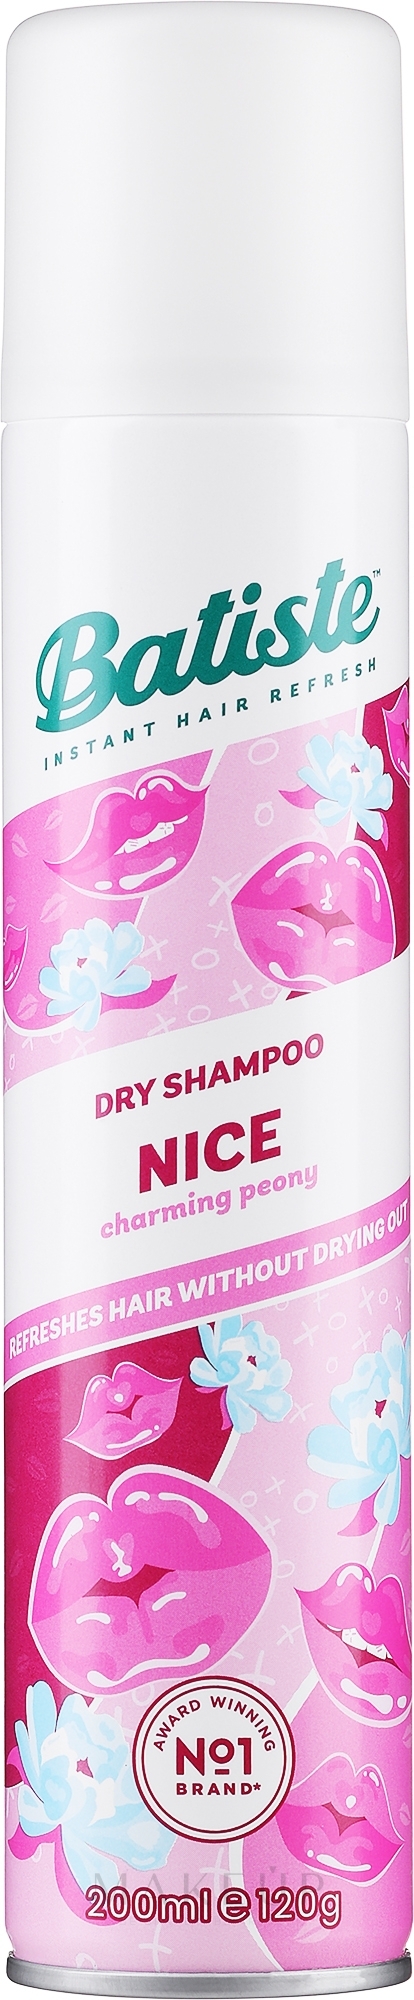 Batiste™
INSTANT HAIR REFRESH
DRY SHAMPOO
NICE
charming peony
REFRESHES HAIR WITHOUT DRYING OUT
AWARD WINNING
Nº1
BRAND*
MAKEUP
200ml e 120g